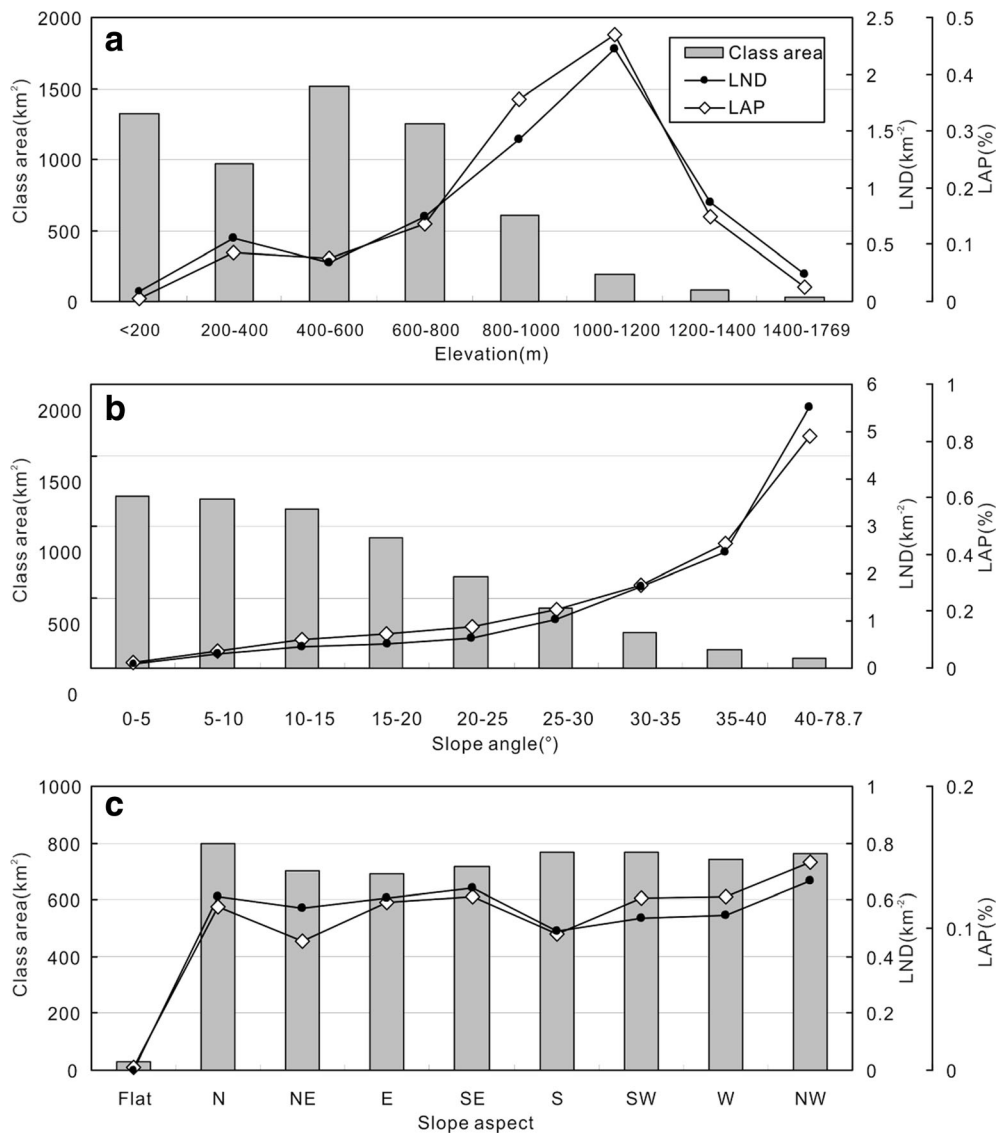 a
2000
1500
1000
500
0
Class area(km²)
Class area
LND
LAP
2.5
2
1.5
1
0.5
0
LND(km⁻²)
0.5
0.4
0.3
0.2
0.1
0
LAP(%)
<200 200-400 400-600 600-800 800-1000 1000-1200 1200-1400 1400-1769
Elevation(m)
b
2000
1500
1000
500
0
Class area(km²)
6
5
4
3
2
1
0
LND(km⁻²)
1
0.8
0.6
0.4
0.2
0
LAP(%)
0-5 5-10 10-15 15-20 20-25 25-30 30-35 35-40 40-78.7
Slope angle(°)
c
1000
800
600
400
200
0
Class area(km²)
1
0.8
0.6
0.4
0.2
0
LND(km⁻²)
0.2
0.1
0
LAP(%)
Flat N NE E SE S SW W NW
Slope aspect